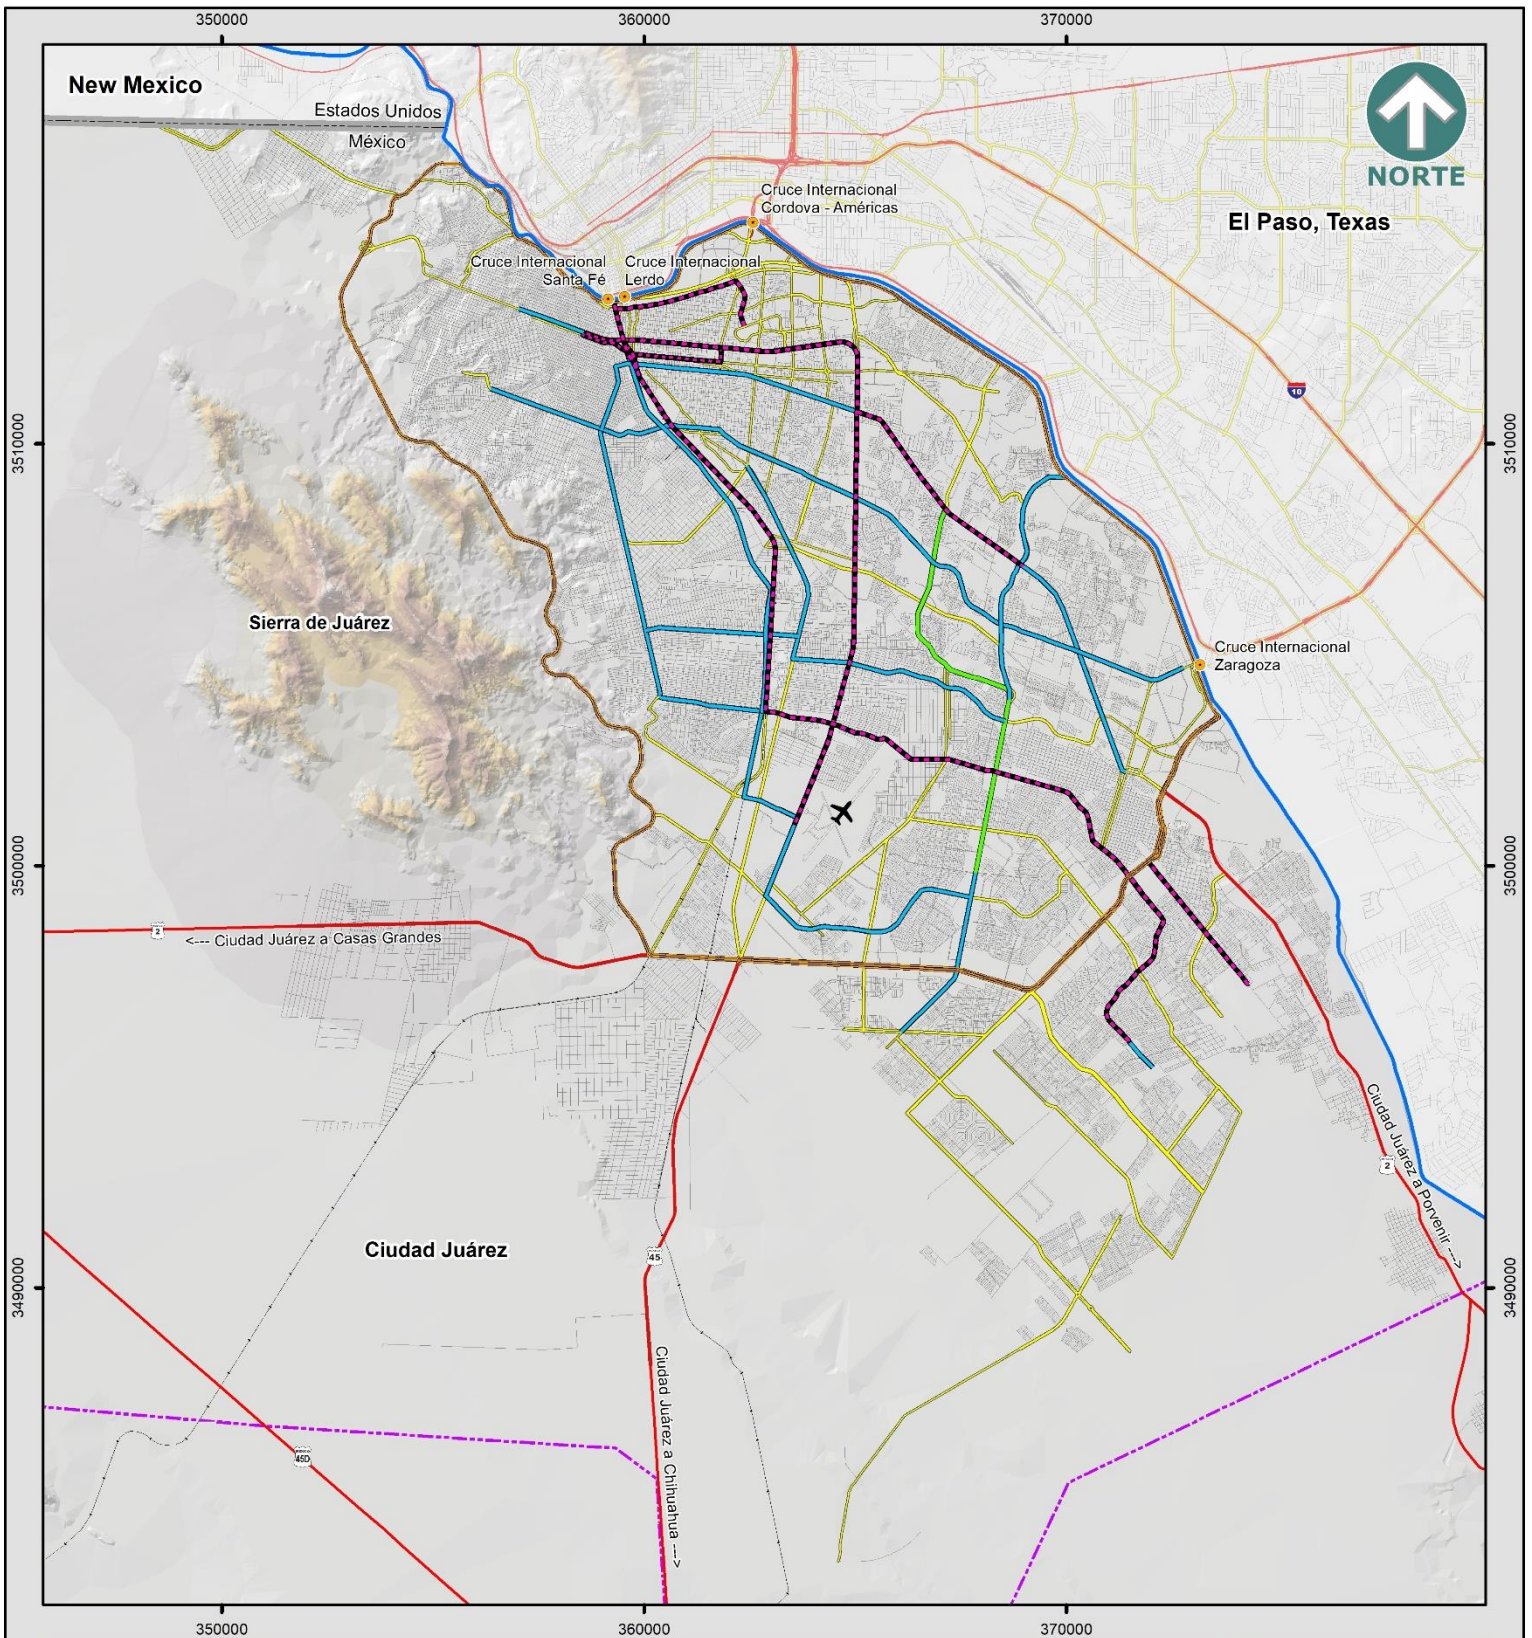 350000
360000
370000
New Mexico
Estados Unidos
México
NORTE
Cruce Internacional
Cordova - Américas
El Paso, Texas
Cruce Internacional
Santa Fé
Cruce Internacional
Lerdo
10
3510000
3510000
Sierra de Juárez
Cruce Internacional
Zaragoza
3500000
3500000
2
<--- Ciudad Juárez a Casas Grandes
Ciudad Juárez a Porvenir --->
2
Ciudad Juárez
45
3490000
3490000
Ciudad Juárez a Chihuahua --->
45D
350000
360000
370000